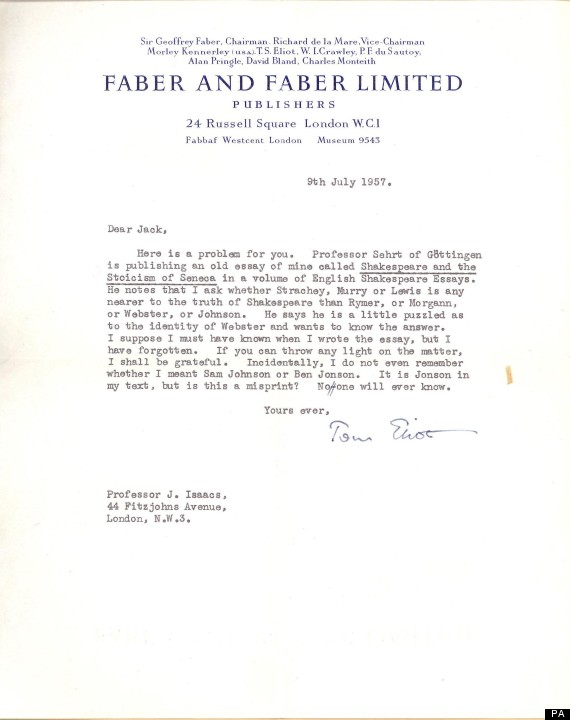 Sir Geoffrey Faber, Chairman. Richard de la Mare, Vice-Chairman
Morley Kennerley (U.S.A). T.S. Eliot, W. I. Crawley, P. F. du Sautoy,
Alan Pringle, David Bland, Charles Monteith
FABER AND FABER LIMITED
PUBLISHERS
24 Russell Square London W.C.1
Fabbaf Westcent London Museum 9543
9th July 1957.
Dear Jack,
Here is a problem for you. Professor Sehrt of Göttingen
is publishing an old essay of mine called Shakespeare and the
Stoicism of Seneca in a volume of English Shakespeare Essays.
He notes that I ask whether Strachey, Murry or Lewis is any
nearer to the truth of Shakespeare than Rymer, or Morgann,
or Webster, or Johnson. He says he is a little puzzled as
to the identity of Webster and wants to know the answer.
I suppose I must have known when I wrote the essay, but I
have forgotten. If you can throw any light on the matter,
I shall be grateful. Incidentally, I do not even remember
whether I meant Sam Johnson or Ben Jonson. It is Jonson in
my text, but is this a misprint? No one will ever know.
Yours ever,
Tom Eliot
Professor J. Isaacs,
44 Fitzjohns Avenue,
London, N.W.3.
PA